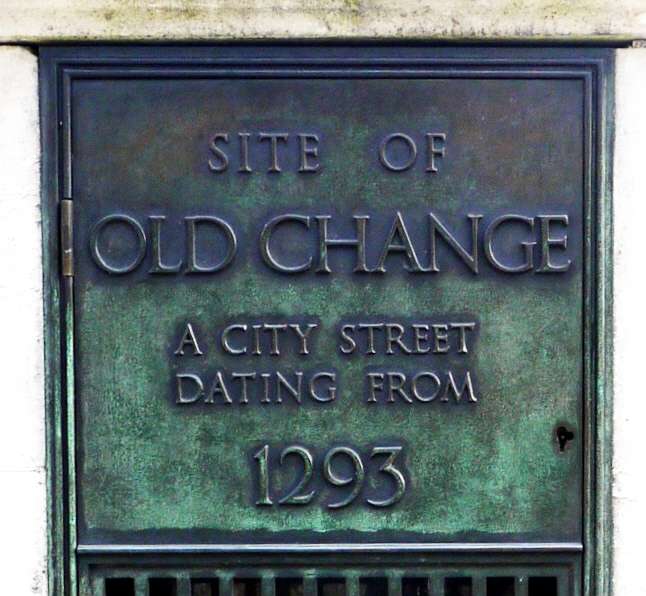 SITE OF
OLD CHANGE
A CITY STREET
DATING FROM
1293